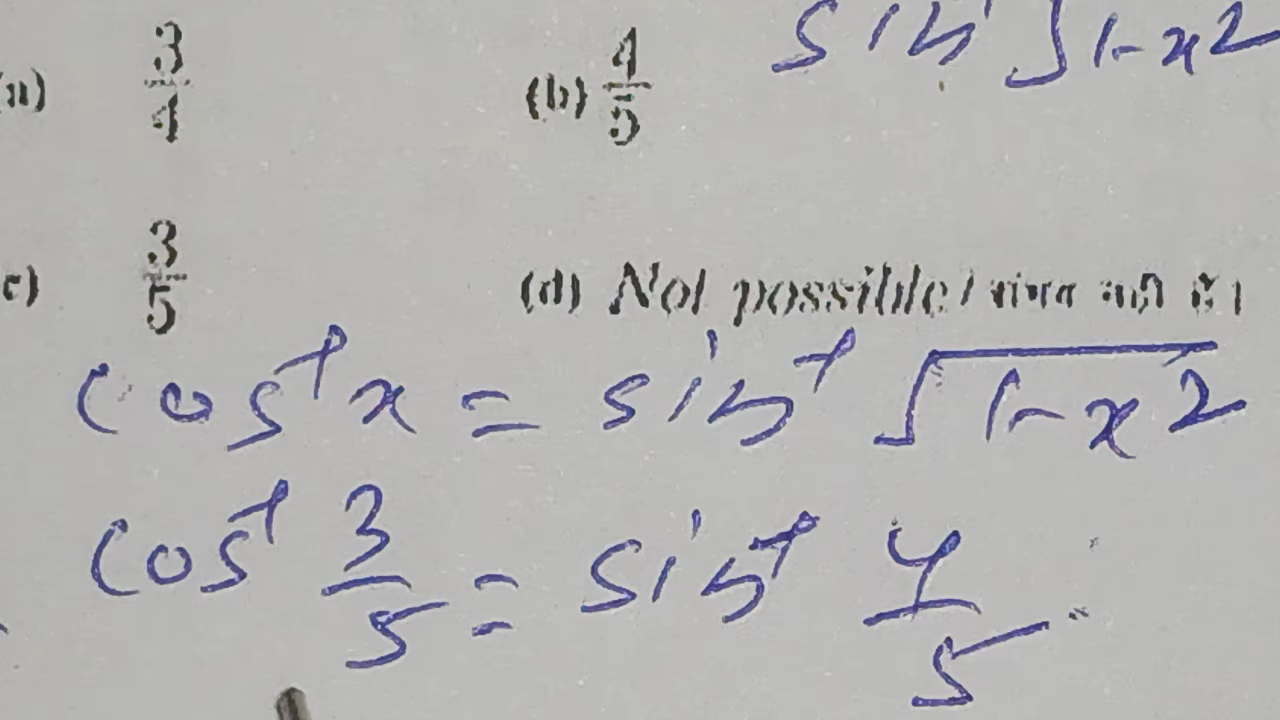 (a) 3/4 (b) 4/5 sin √1-x2
(c) 3/5 (d) Not possible /
cos⁻¹ x = sin⁻¹ √1-x2
cos⁻¹ 3/5 = sin⁻¹ 4/5